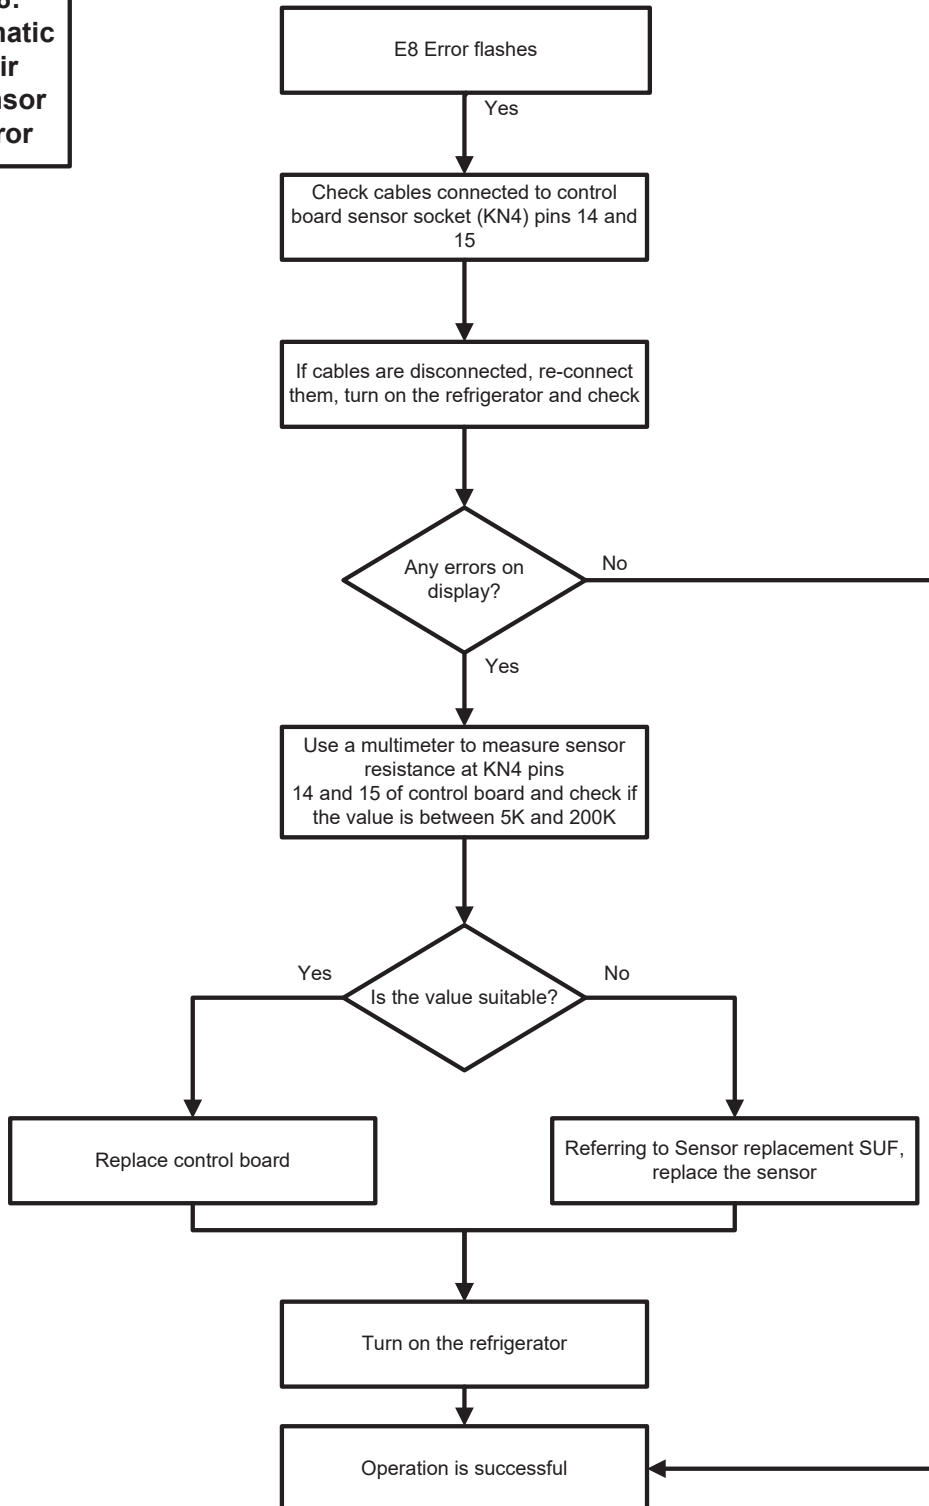 E8 Error flashes
Yes
Check cables connected to control
board sensor socket (KN4) pins 14 and
15
If cables are disconnected, re-connect
them, turn on the refrigerator and check
Any errors on
display?
No
Yes
Use a multimeter to measure sensor
resistance at KN4 pins
14 and 15 of control board and check if
the value is between 5K and 200K
Yes
Is the value suitable?
No
Replace control board
Referring to Sensor replacement SUF,
replace the sensor
Turn on the refrigerator
Operation is successful